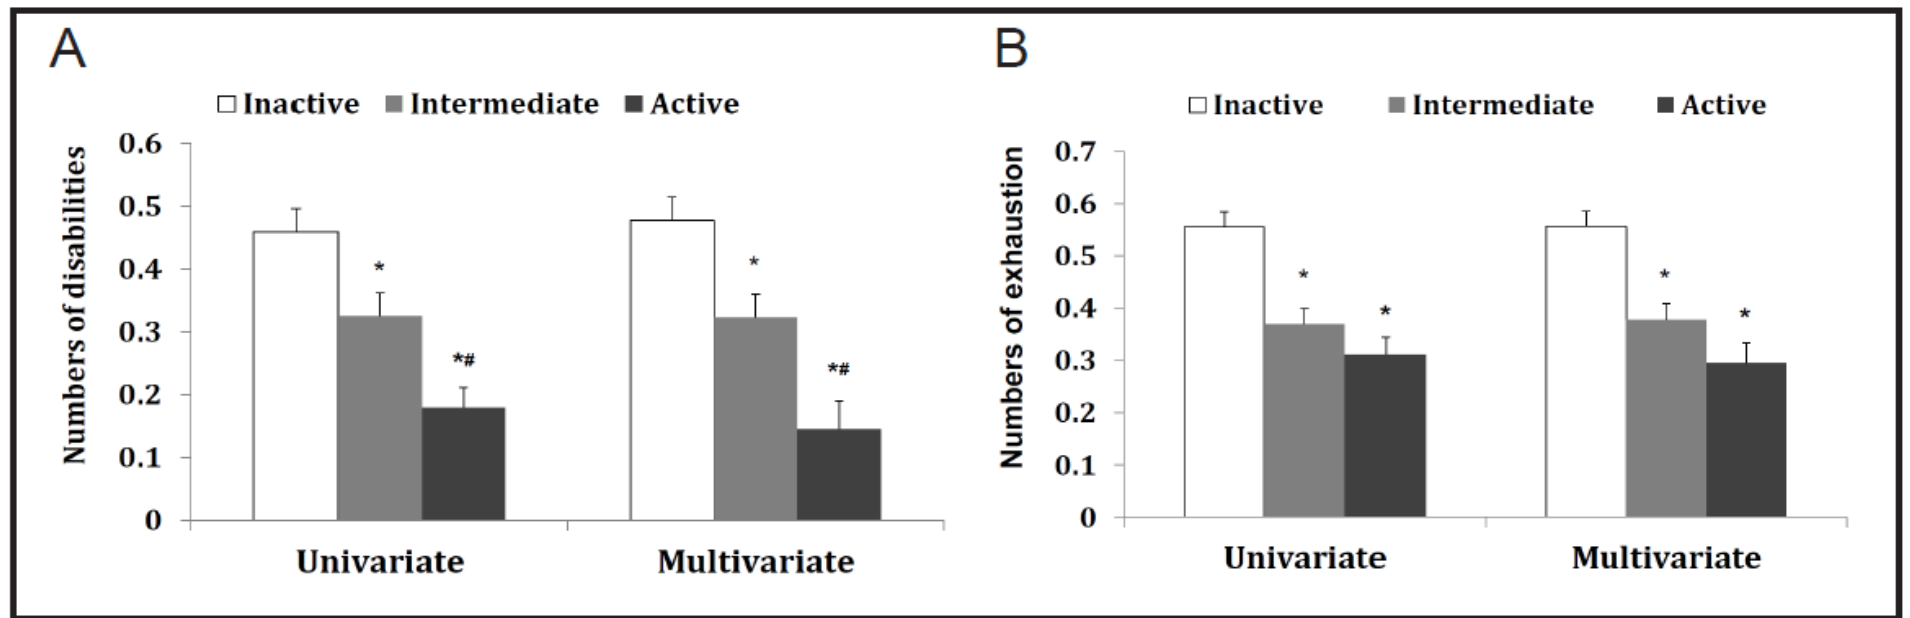 A
Inactive Intermediate Active
Numbers of disabilities
0.6
0.5
0.4
0.3
0.2
0.1
0
*
*#
*
*#
Univariate Multivariate
B
Inactive Intermediate Active
Numbers of exhaustion
0.7
0.6
0.5
0.4
0.3
0.2
0.1
0
*
*
*
*
Univariate Multivariate